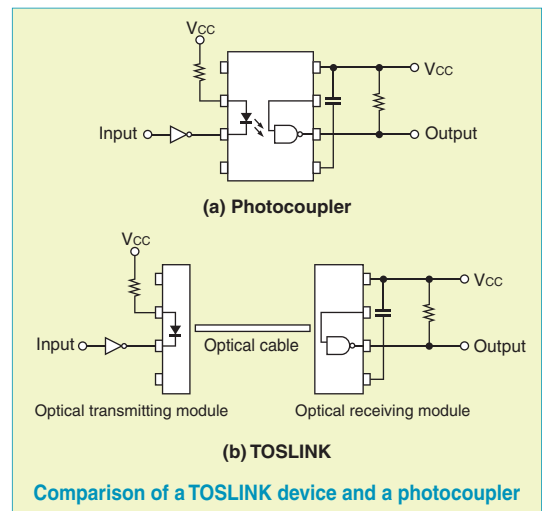 VCC
VCC
Input
Output
(a) Photocoupler
VCC
VCC
Input
Optical cable
Output
Optical transmitting module
Optical receiving module
(b) TOSLINK
Comparison of a TOSLINK device and a photocoupler